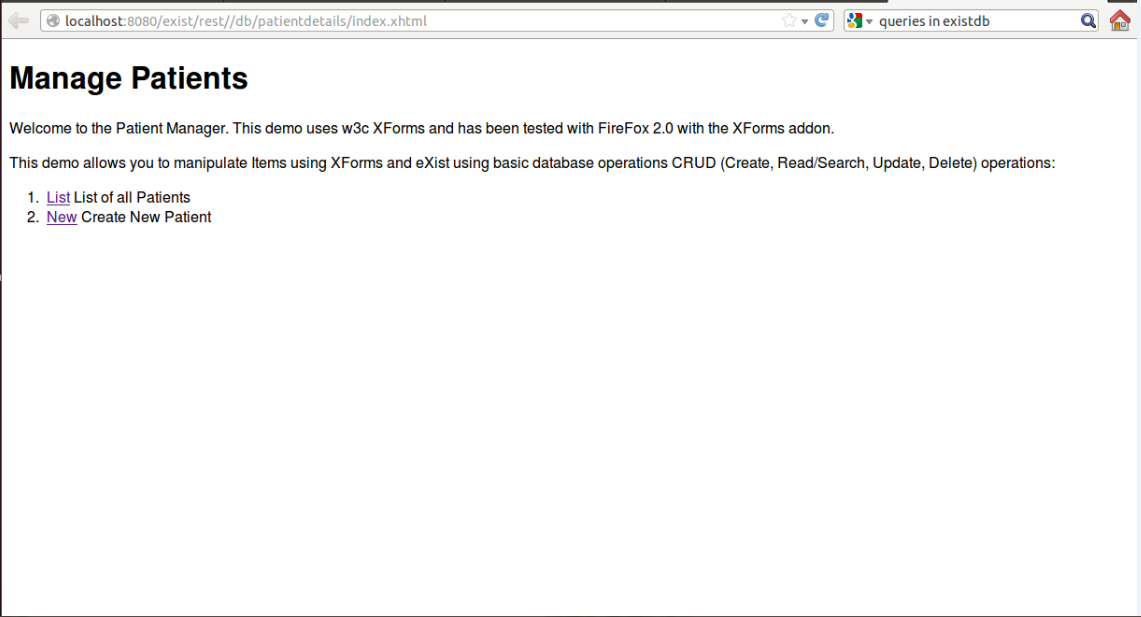 localhost:8080/exist/rest//db/patientdetails/index.xhtml
queries in existdb
Manage Patients
Welcome to the Patient Manager. This demo uses w3c XForms and has been tested with FireFox 2.0 with the XForms addon.
This demo allows you to manipulate Items using XForms and eXist using basic database operations CRUD (Create, Read/Search, Update, Delete) operations:
1. List List of all Patients
2. New Create New Patient